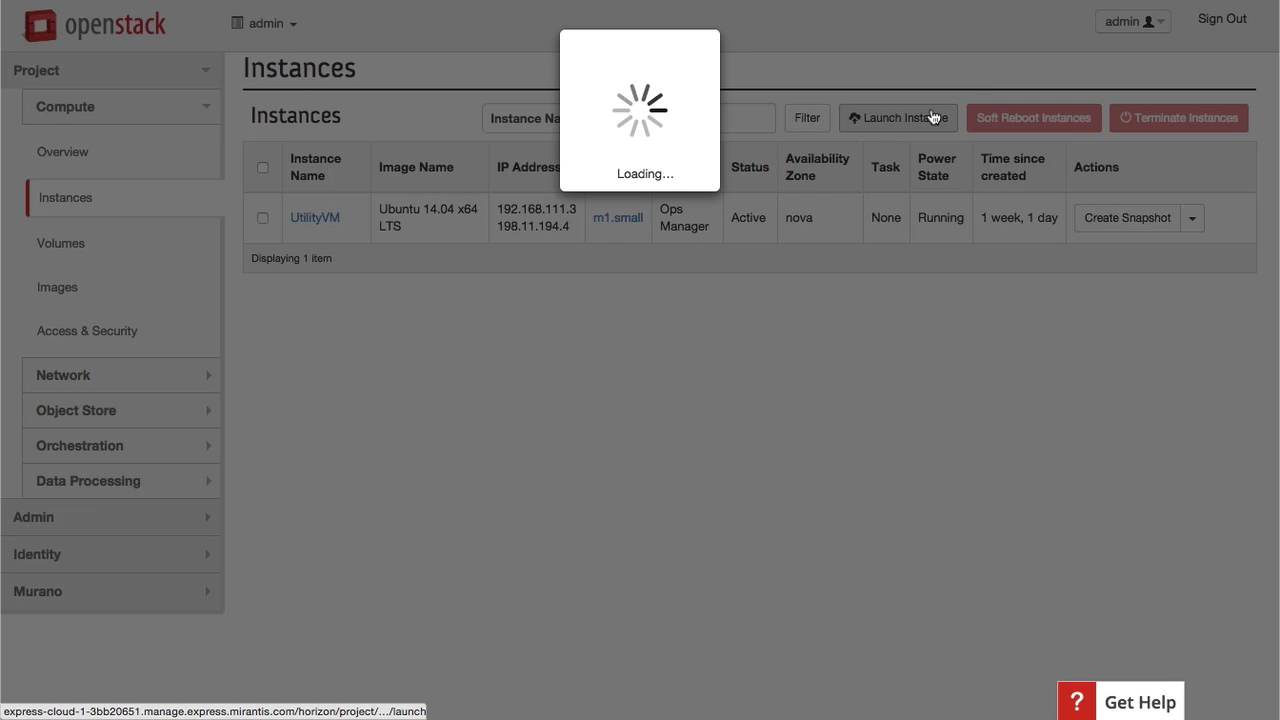 openstack
admin
admin
Sign Out
Project
Compute
Overview
Instances
Volumes
Images
Access & Security
Network
Object Store
Orchestration
Data Processing
Admin
Identity
Murano
Instances
Instances
Instance
Filter
Launch
Soft Reboot Instances
Terminate Instances
Loading...
Instance Name
Image Name
IP Address
Status
Availability Zone
Task
Power State
Time since created
Actions
UtilityVM
Ubuntu 14.04 x64 LTS
192.168.111.3
198.11.194.4
m1.small
Ops Manager
Active
nova
None
Running
1 week, 1 day
Create Snapshot
Displaying 1 item
express-cloud-1-3bb20651.manage.express.mirantis.com/horizon/project/.../launch
? Get Help